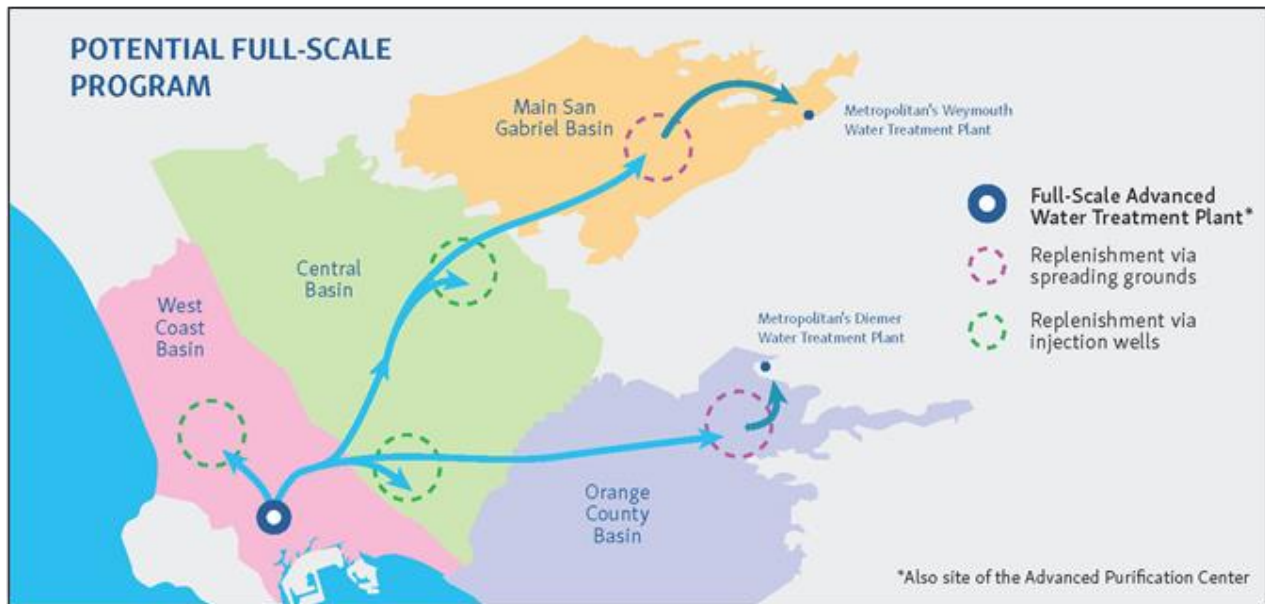 POTENTIAL FULL-SCALE
PROGRAM
Main San
Gabriel Basin
Metropolitan's Weymouth
Water Treatment Plant
Full-Scale Advanced
Water Treatment Plant*
Replenishment via
spreading grounds
Replenishment via
injection wells
Central
Basin
West
Coast
Basin
Metropolitan's Diemer
Water Treatment Plant
Orange
County
Basin
*Also site of the Advanced Purification Center